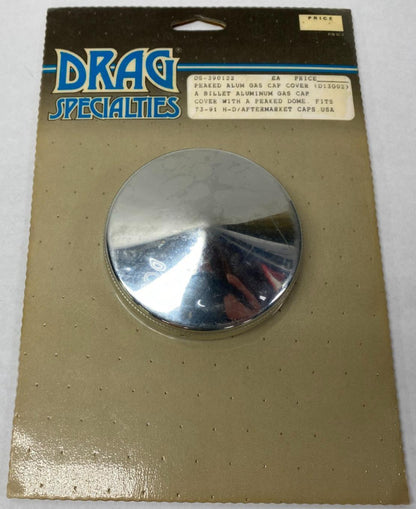 PRICE
DRAG
SPECIALTIES
DS-390122 EA PRICE
PEAKED ALUM GAS CAP COVER (D13002)
A BILLET ALUMINUM GAS CAP
COVER WITH A PEAKED DOME. FITS
73-91 H-D/AFTERMARKET CAPS.USA